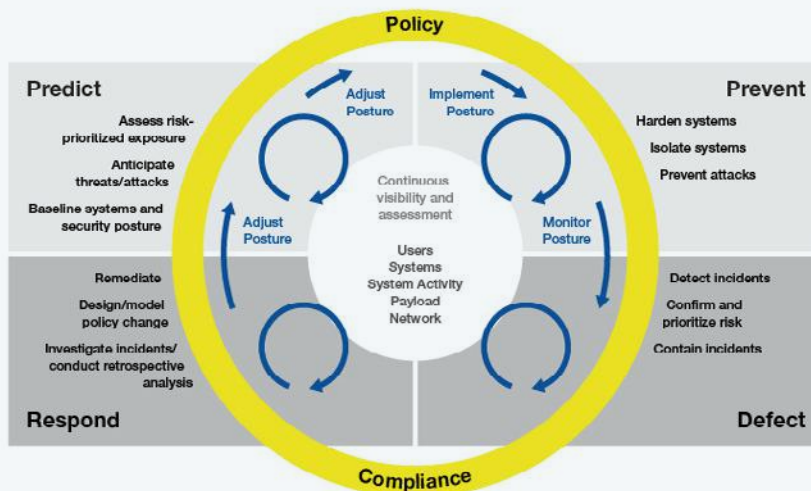 Policy
Predict
Prevent
Adjust
Posture
Implement
Posturo
Assess risk-
prioritized exposure
Anticipate
threats/attacks
Baseline systems and
security posture
Harden systems
Isolate systems
Prevent attacks
Continuous
visibility and
assessment
Adjust
Posture
Monitor
Posture
Users
Systems
System Activity
Payload
Network
Remediate
Design/model
policy change
Investigate incidents/
conduct retrospective
analysis
Detect incidents
Confirm and
prioritize risk
Contain incidents
Respond
Defect
Compliance